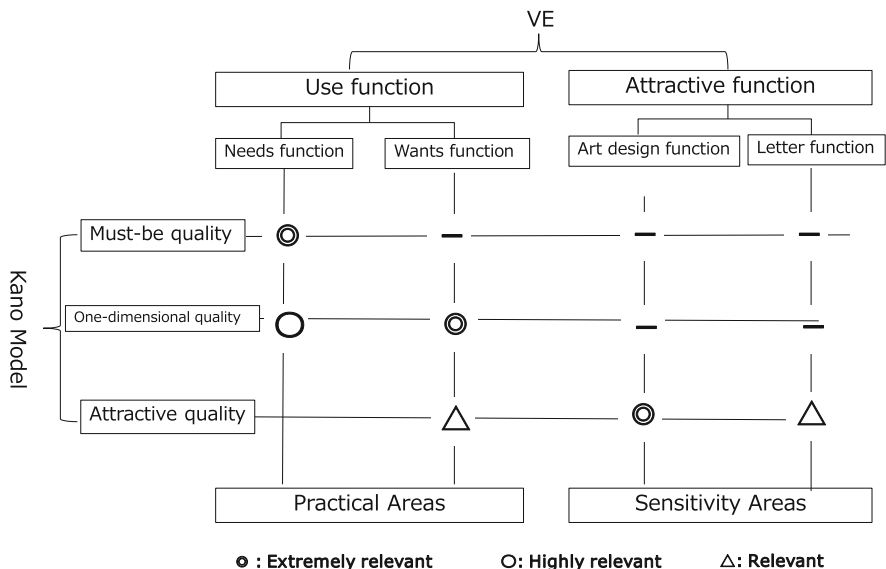 VE
Use function
Attractive function
Needs function
Wants function
Art design function
Letter function
Kano Model
Must-be quality
One-dimensional quality
Attractive quality
Practical Areas
Sensitivity Areas
◎ : Extremely relevant
○: Highly relevant
△: Relevant